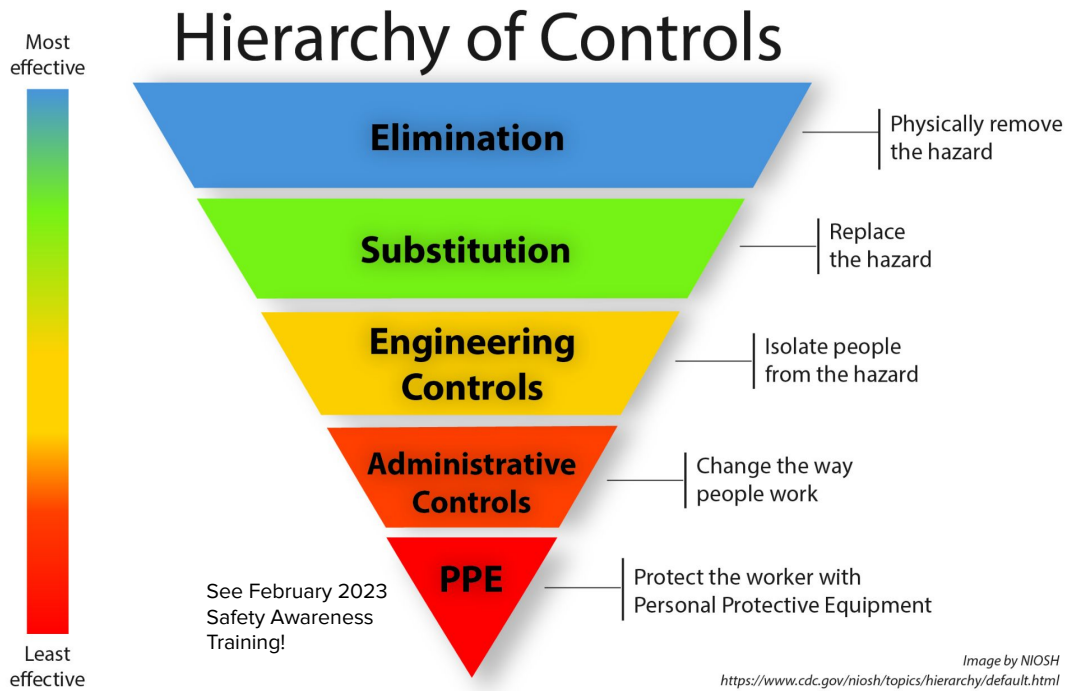 Hierarchy of Controls
Most
effective
Elimination
Physically remove
the hazard
Substitution
Replace
the hazard
Engineering
Controls
Isolate people
from the hazard
Administrative
Controls
Change the way
people work
PPE
Protect the worker with
Personal Protective Equipment
See February 2023
Safety Awareness
Training!
Least
effective
Image by NIOSH
https://www.cdc.gov/niosh/topics/hierarchy/default.html